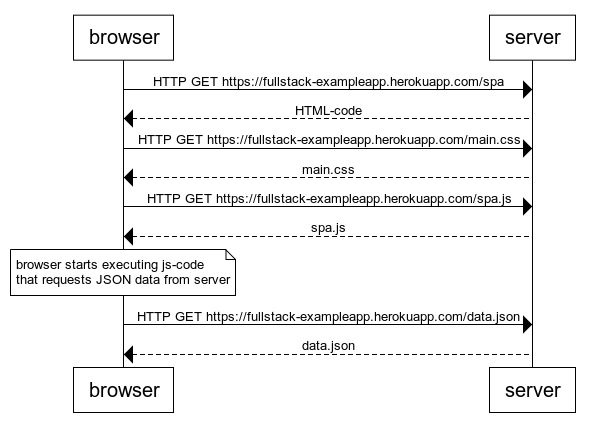 browser
server
HTTP GET https://fullstack-exampleapp.herokuapp.com/spa
HTML-code
HTTP GET https://fullstack-exampleapp.herokuapp.com/main.css
main.css
HTTP GET https://fullstack-exampleapp.herokuapp.com/spa.js
spa.js
browser starts executing js-code
that requests JSON data from server
HTTP GET https://fullstack-exampleapp.herokuapp.com/data.json
data.json
browser
server